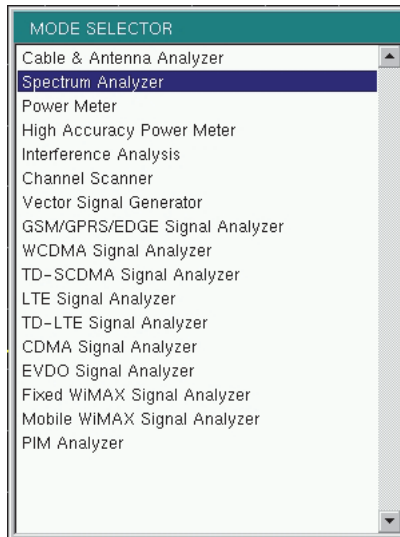 MODE SELECTOR
Cable & Antenna Analyzer
Spectrum Analyzer
Power Meter
High Accuracy Power Meter
Interference Analysis
Channel Scanner
Vector Signal Generator
GSM/GPRS/EDGE Signal Analyzer
WCDMA Signal Analyzer
TD-SCDMA Signal Analyzer
LTE Signal Analyzer
TD-LTE Signal Analyzer
CDMA Signal Analyzer
EVDO Signal Analyzer
Fixed WiMAX Signal Analyzer
Mobile WiMAX Signal Analyzer
PIM Analyzer